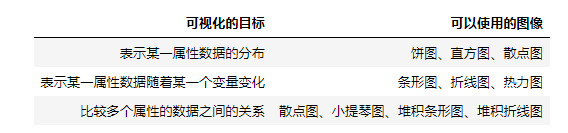 可视化的目标 可以使用的图像
表示某一属性数据的分布 饼图、直方图、散点图
表示某一属性数据随着某一个变量变化 条形图、折线图、热力图
比较多个属性的数据之间的关系 散点图、小提琴图、堆积条形图、堆积折线图